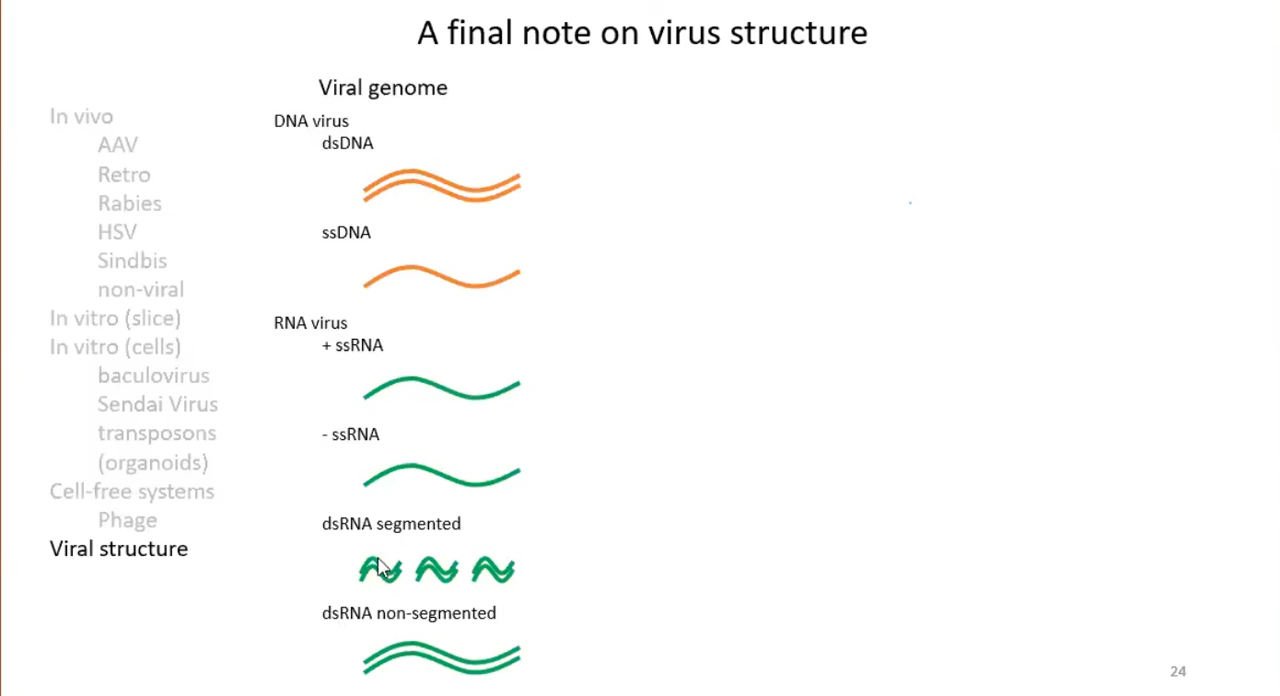 A final note on virus structure
In vivo
AAV
Retro
Rabies
HSV
Sindbis
non-viral
In vitro (slice)
In vitro (cells)
baculovirus
Sendai Virus
transposons
(organoids)
Cell-free systems
Phage
Viral structure
Viral genome
DNA virus
dsDNA
ssDNA
RNA virus
+ ssRNA
- ssRNA
dsRNA segmented
dsRNA non-segmented
24